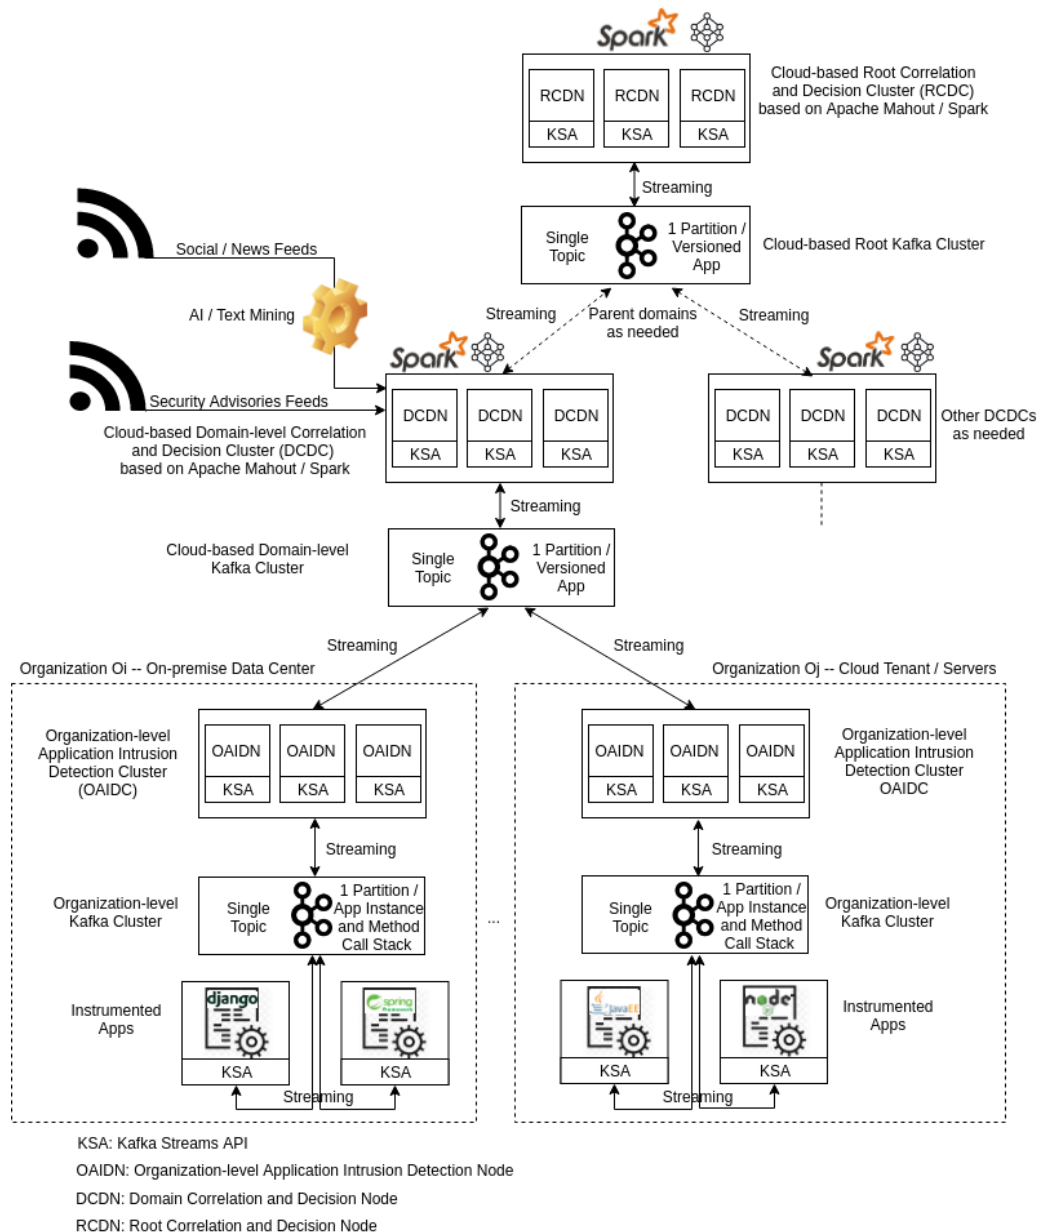 Spark
RCDN
RCDN
RCDN
KSA
KSA
KSA
Cloud-based Root Correlation
and Decision Cluster (RCDC)
based on Apache Mahout / Spark
Streaming
Single
Topic
1 Partition /
Versioned
App
Cloud-based Root Kafka Cluster
Social / News Feeds
AI / Text Mining
Streaming
Parent domains
as needed
Streaming
Spark
Spark
Security Advisories Feeds
Cloud-based Domain-level Correlation
and Decision Cluster (DCDC)
based on Apache Mahout / Spark
DCDN
DCDN
DCDN
KSA
KSA
KSA
DCDN
DCDN
DCDN
KSA
KSA
KSA
Other DCDCs
as needed
Streaming
Cloud-based Domain-level
Kafka Cluster
Single
Topic
1 Partition /
Versioned
App
Streaming
Streaming
Organization Oi -- On-premise Data Center
Organization-level
Application Intrusion
Detection Cluster
(OAIDC)
OAIDN
OAIDN
OAIDN
KSA
KSA
KSA
Streaming
Organization-level
Kafka Cluster
Single
Topic
1 Partition /
App Instance
and Method
Call Stack
Instrumented
Apps
django
spring
KSA
KSA
Streaming
...
Organization Oj -- Cloud Tenant / Servers
OAIDN
OAIDN
OAIDN
KSA
KSA
KSA
Organization-level
Application Intrusion
Detection Cluster
OAIDC
Streaming
Single
Topic
1 Partition /
App Instance
and Method
Call Stack
Organization-level
Kafka Cluster
JavaEE
node
KSA
KSA
Instrumented
Apps
Streaming
KSA: Kafka Streams API
OAIDN: Organization-level Application Intrusion Detection Node
DCDN: Domain Correlation and Decision Node
RCDN: Root Correlation and Decision Node